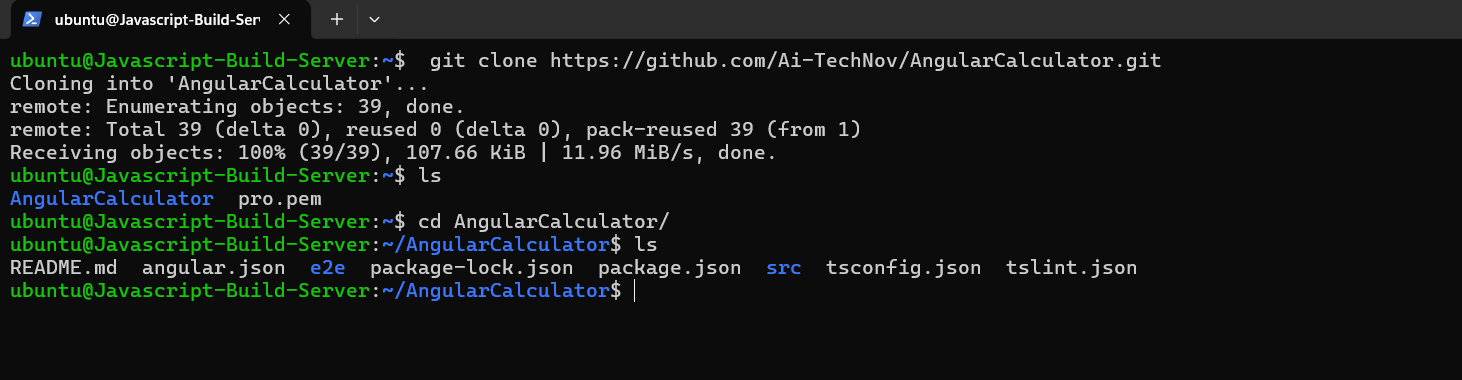 ubuntu@Javascript-Build-Ser
ubuntu@Javascript-Build-Server:~$  git clone https://github.com/Ai-TechNov/AngularCalculator.git
Cloning into 'AngularCalculator'...
remote: Enumerating objects: 39, done.
remote: Total 39 (delta 0), reused 0 (delta 0), pack-reused 39 (from 1)
Receiving objects: 100% (39/39), 107.66 KiB | 11.96 MiB/s, done.
ubuntu@Javascript-Build-Server:~$ ls
AngularCalculator  pro.pem
ubuntu@Javascript-Build-Server:~$ cd AngularCalculator/
ubuntu@Javascript-Build-Server:~/AngularCalculator$ ls
README.md  angular.json  e2e  package-lock.json  package.json  src  tsconfig.json  tslint.json
ubuntu@Javascript-Build-Server:~/AngularCalculator$